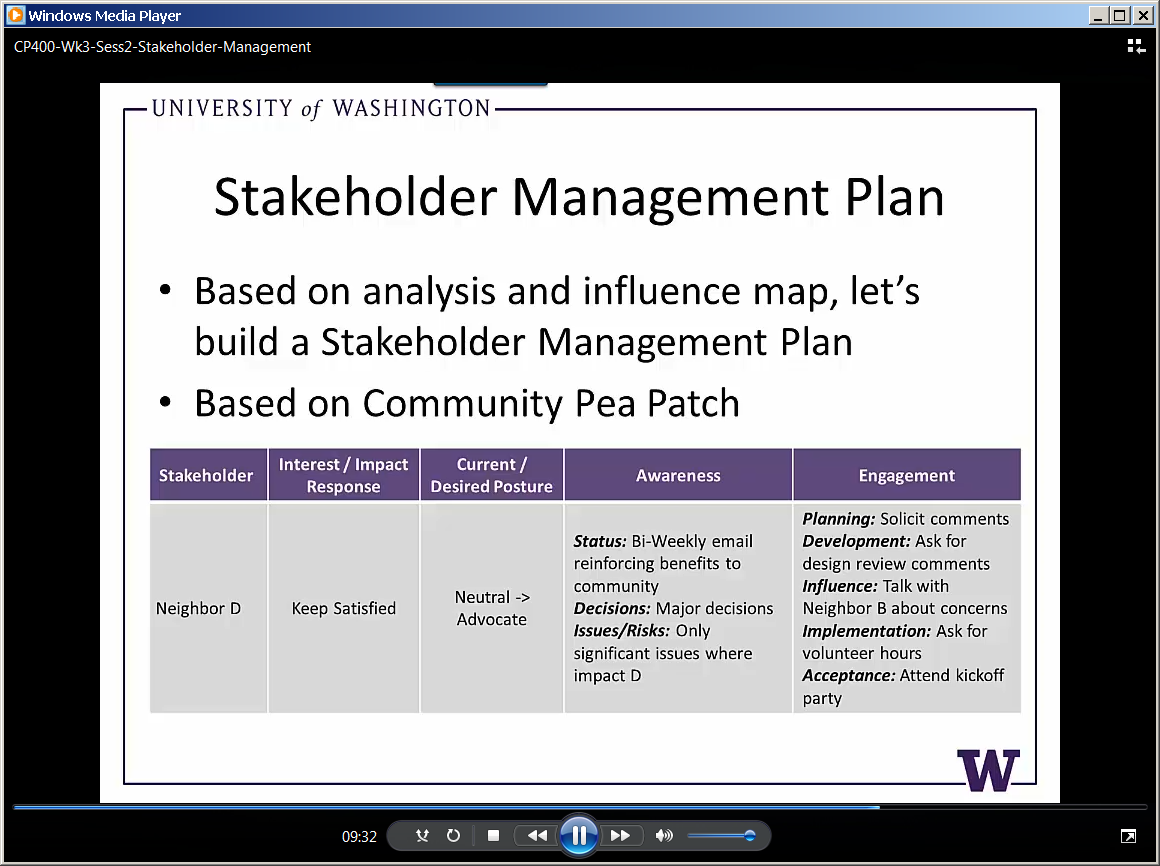 Windows Media Player
CP400-Wk3-Sess2-Stakeholder-Management
UNIVERSITY of WASHINGTON
Stakeholder Management Plan
• Based on analysis and influence map, let’s
build a Stakeholder Management Plan
• Based on Community Pea Patch
Stakeholder
Interest / Impact
Response
Current /
Desired Posture
Awareness
Engagement
Neighbor D
Keep Satisfied
Neutral ->
Advocate
Status: Bi-Weekly email
reinforcing benefits to
community
Decisions: Major decisions
Issues/Risks: Only
significant issues where
impact D
Planning: Solicit comments
Development: Ask for
design review comments
Influence: Talk with
Neighbor B about concerns
Implementation: Ask for
volunteer hours
Acceptance: Attend kickoff
party
W
09:32